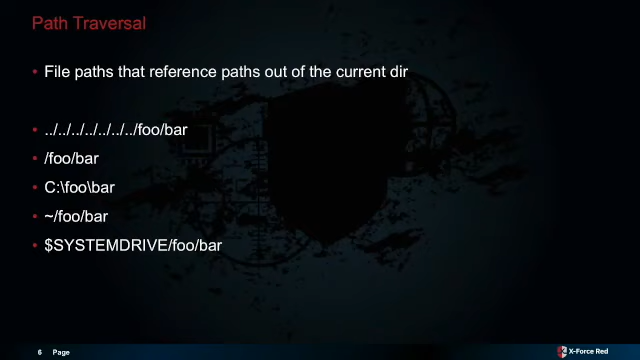 Path Traversal
• File paths that reference paths out of the current dir
• ../../../../../../../foo/bar
• /foo/bar
• C:\foo\bar
• ~/foo/bar
• $SYSTEMDRIVE/foo/bar
6 Page
X-Force Red